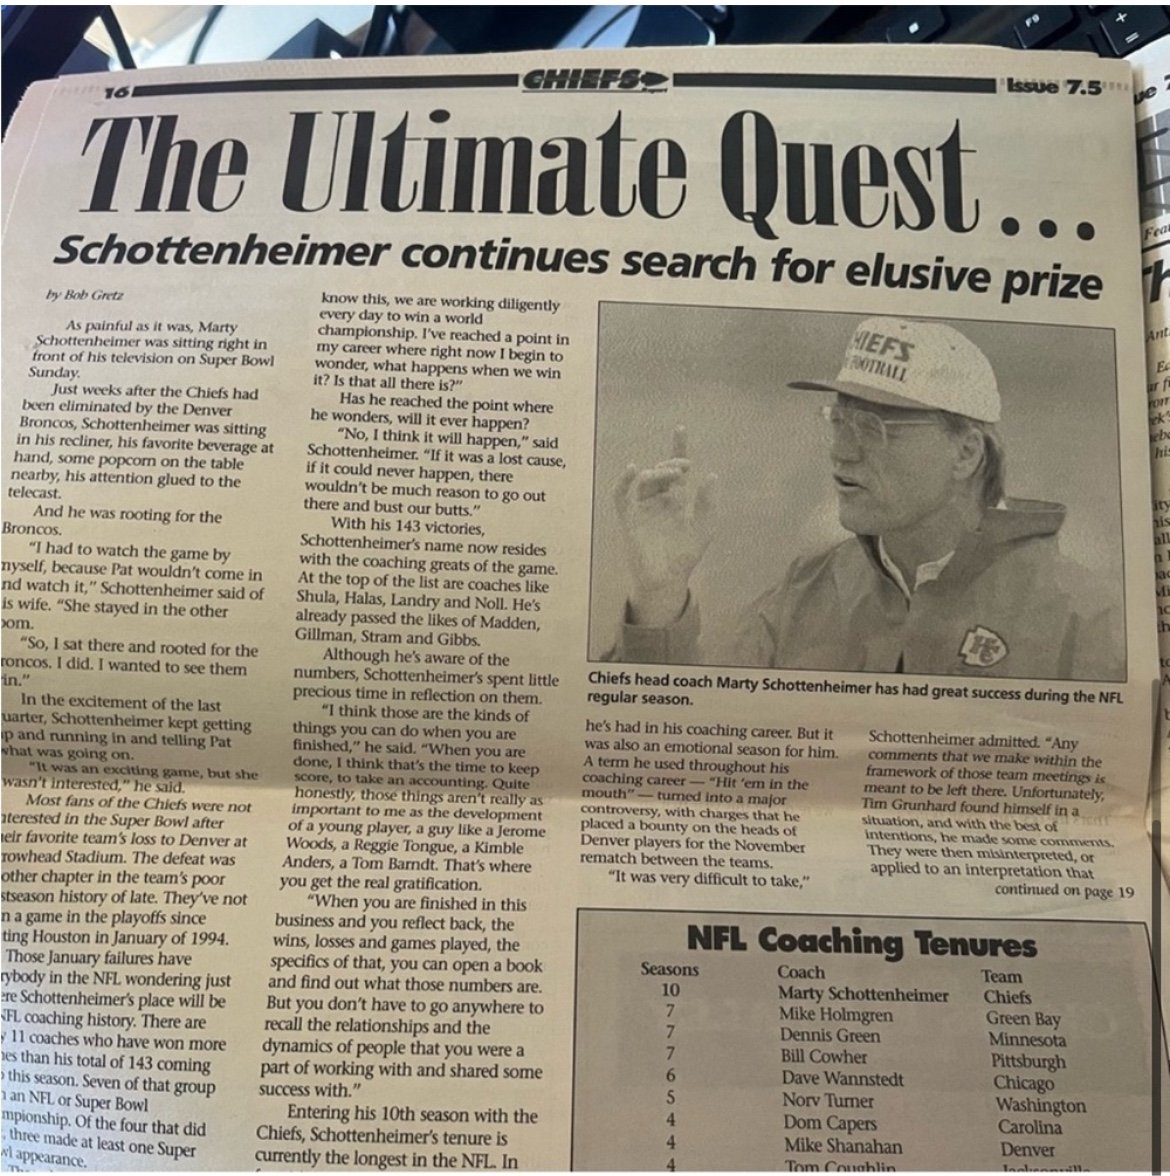 16
CHIEFS
Report
Issue 7.5
The Ultimate Quest...
Schottenheimer continues search for elusive prize
by Bob Gretz
As painful as it was, Marty
Schottenheimer was sitting right in
front of his television on Super Bowl
Sunday.
Just weeks after the Chiefs had
been eliminated by the Denver
Broncos, Schottenheimer was sitting
in his recliner, his favorite beverage at
hand, some popcorn on the table
nearby, his attention glued to the
telecast.
And he was rooting for the
Broncos.
"I had to watch the game by
myself, because Pat wouldn't come in
nd watch it," Schottenheimer said of
is wife. "She stayed in the other
oom.
"So, I sat there and rooted for the
roncos. I did. I wanted to see them
in."
In the excitement of the last
uarter, Schottenheimer kept getting
p and running in and telling Pat
what was going on.
"It was an exciting game, but she
wasn't interested," he said.
Most fans of the Chiefs were not
nterested in the Super Bowl after
eir favorite team's loss to Denver at
rowhead Stadium. The defeat was
other chapter in the team's poor
stseason history of late. They've not
n a game in the playoffs since
ting Houston in January of 1994.
Those January failures have
rybody in the NFL wondering just
ere Schottenheimer's place will be
NFL coaching history. There are
y 11 coaches who have won more
es than his total of 143 coming
o this season. Seven of that group
n an NFL or Super Bowl
mpionship. Of the four that did
, three made at least one Super
wl appearance.
know this, we are working diligently
every day to win a world
championship. I've reached a point in
my career where right now I begin to
wonder, what happens when we win
it? Is that all there is?"
Has he reached the point where
he wonders, will it ever happen?
"No, I think it will happen," said
Schottenheimer. "If it was a lost cause,
if it could never happen, there
wouldn't be much reason to go out
there and bust our butts."
With his 143 victories,
Schottenheimer's name now resides
with the coaching greats of the game.
At the top of the list are coaches like
Shula, Halas, Landry and Noll. He's
already passed the likes of Madden,
Gillman, Stram and Gibbs.
Although he's aware of the
numbers, Schottenheimer's spent little
precious time in reflection on them.
"I think those are the kinds of
things you can do when you are
finished," he said. "When you are
done, I think that's the time to keep
score, to take an accounting. Quite
honestly, those things aren't really as
important to me as the development
of a young player, a guy like a Jerome
Woods, a Reggie Tongue, a Kimble
Anders, a Tom Barndt. That's where
you get the real gratification.
"When you are finished in this
business and you reflect back, the
wins, losses and games played, the
specifics of that, you can open a book
and find out what those numbers are.
But you don't have to go anywhere to
recall the relationships and the
dynamics of people that you were a
part of working with and shared some
success with."
Entering his 10th season with the
Chiefs, Schottenheimer's tenure is
currently the longest in the NFL. In
HIEFS
FOOTBALL
KC
Chiefs head coach Marty Schottenheimer has had great success during the NFL
regular season.
he's had in his coaching career. But it
was also an emotional season for him.
A term he used throughout his
coaching career — "Hit 'em in the
mouth" — turned into a major
controversy, with charges that he
placed a bounty on the heads of
Denver players for the November
rematch between the teams.
"It was very difficult to take,"
Schottenheimer admitted. "Any
comments that we make within the
framework of those team meetings is
meant to be left there. Unfortunately,
Tim Grunhard found himself in a
situation, and with the best of
intentions, he made some comments.
They were then misinterpreted, or
applied to an interpretation that
continued on page 19
NFL Coaching Tenures
Seasons Coach Team
10 Marty Schottenheimer Chiefs
7 Mike Holmgren Green Bay
7 Dennis Green Minnesota
7 Bill Cowher Pittsburgh
6 Dave Wannstedt Chicago
5 Norv Turner Washington
4 Dom Capers Carolina
4 Mike Shanahan Denver
4 Tom Coughlin Jacksonville
F9
+
=